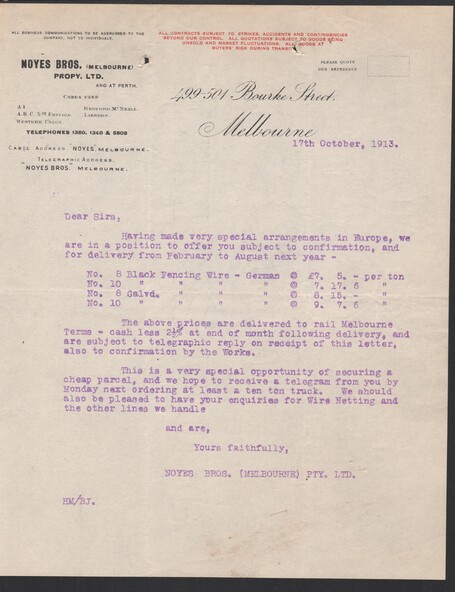 ALL BUSINESS COMMUNICATIONS TO BE ADDRESSED TO THE
COMPANY, NOT TO INDIVIDUALS.
ALL CONTRACTS SUBJECT TO STRIKES, ACCIDENTS AND CONTINGENCIES
BEYOND OUR CONTROL. ALL QUOTATIONS SUBJECT TO GOODS BEING
UNSOLD AND MARKET FLUCTUATIONS. ALL GOODS AT
BUYERS' RISK DURING TRANSIT
NOYES BROS. (MELBOURNE)
PROPY. LTD.
AND AT PERTH.
PLEASE QUOTE
OUR REFERENCE
CODES USED
A1
A.B.C. 5TH EDITION
WESTERN UNION
BEDFORD MCNEILL
LIEBERS.
TELEPHONES 1380, 1340 & 5808
CABLE ADDRESS "NOYES" MELBOURNE.
TELEGRAPHIC ADDRESS.
"NOYES BROS." MELBOURNE.
499-501 Bourke Street.
Melbourne
17th October, 1913.
Dear Sirs,
Having made very special arrangements in Europe, we
are in a position to offer you subject to confirmation, and
for delivery from February to August next year -
No. 8 Black Fencing Wire - German @ £7. 5. - per ton
No. 10 " " " " @ 7. 17. 6 "
No. 8 Galvd. " " " @ 8. 15. - "
No. 10 " " " " @ 9. 7. 6 "
The above prices are delivered to rail Melbourne
Terms - cash less 2½% at end of month following delivery, and
are subject to telegraphic reply on receipt of this letter,
also to confirmation by the Works.
This is a very special opportunity of securing a
cheap parcel, and we hope to receive a telegram from you by
Monday next ordering at least a ten ton truck. We should
also be pleased to have your enquiries for Wire Netting and
the other lines we handle
and are,
Yours faithfully,
NOYES BROS. (MELBOURNE) PTY. LTD.
HM/BJ.